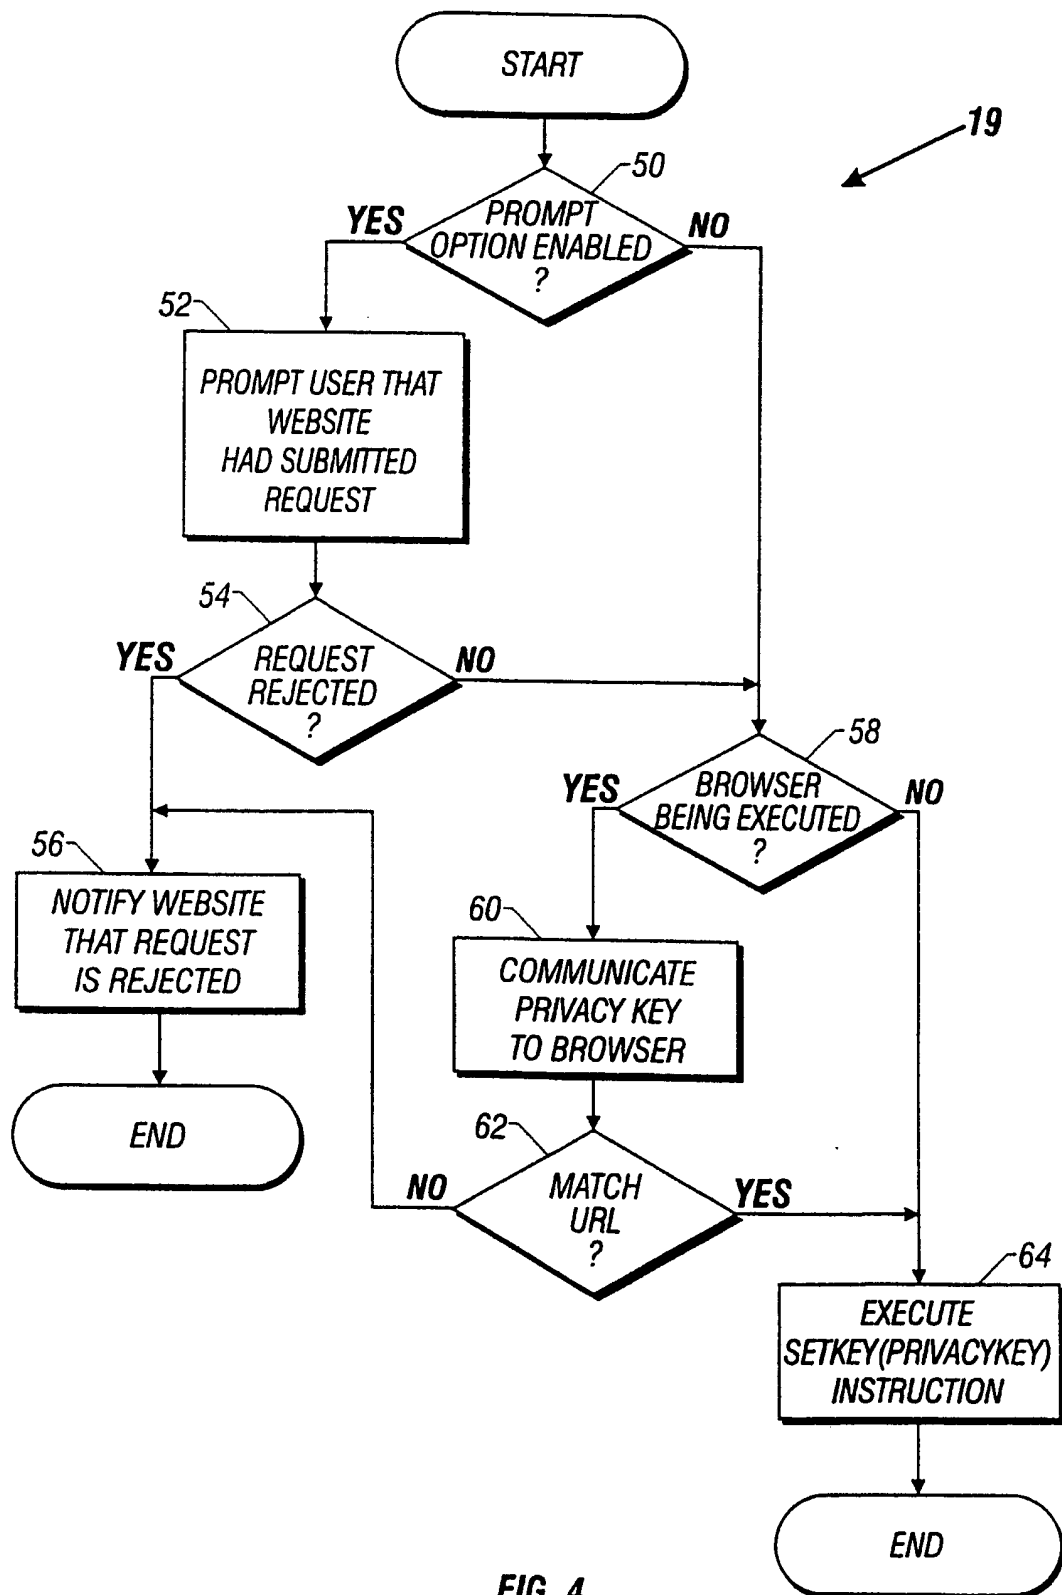 START
19
50
YES
PROMPT
OPTION ENABLED
?
NO
52
PROMPT USER THAT
WEBSITE
HAD SUBMITTED
REQUEST
54
YES
REQUEST
REJECTED
?
NO
58
YES
BROWSER
BEING EXECUTED
?
NO
56
NOTIFY WEBSITE
THAT REQUEST
IS REJECTED
END
60
COMMUNICATE
PRIVACY KEY
TO BROWSER
62
NO
MATCH
URL
?
YES
64
EXECUTE
SETKEY(PRIVACYKEY)
INSTRUCTION
END
FIG. 4